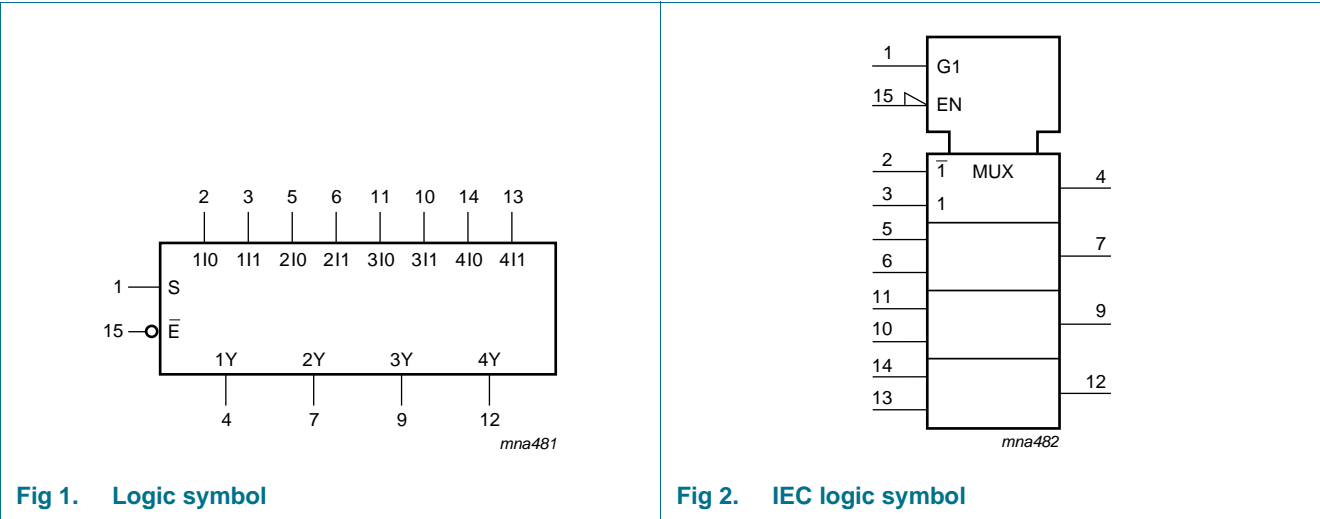 2 3 5 6 11 10 14 13
1I0 1I1 2I0 2I1 3I0 3I1 4I0 4I1
1 S
15 E̅
1Y 2Y 3Y 4Y
4 7 9 12
mna481
Fig 1. Logic symbol
1 G1
15 EN
2 1̅ MUX 4
3 1
5
7
6
11
9
10
14
12
13
mna482
Fig 2. IEC logic symbol